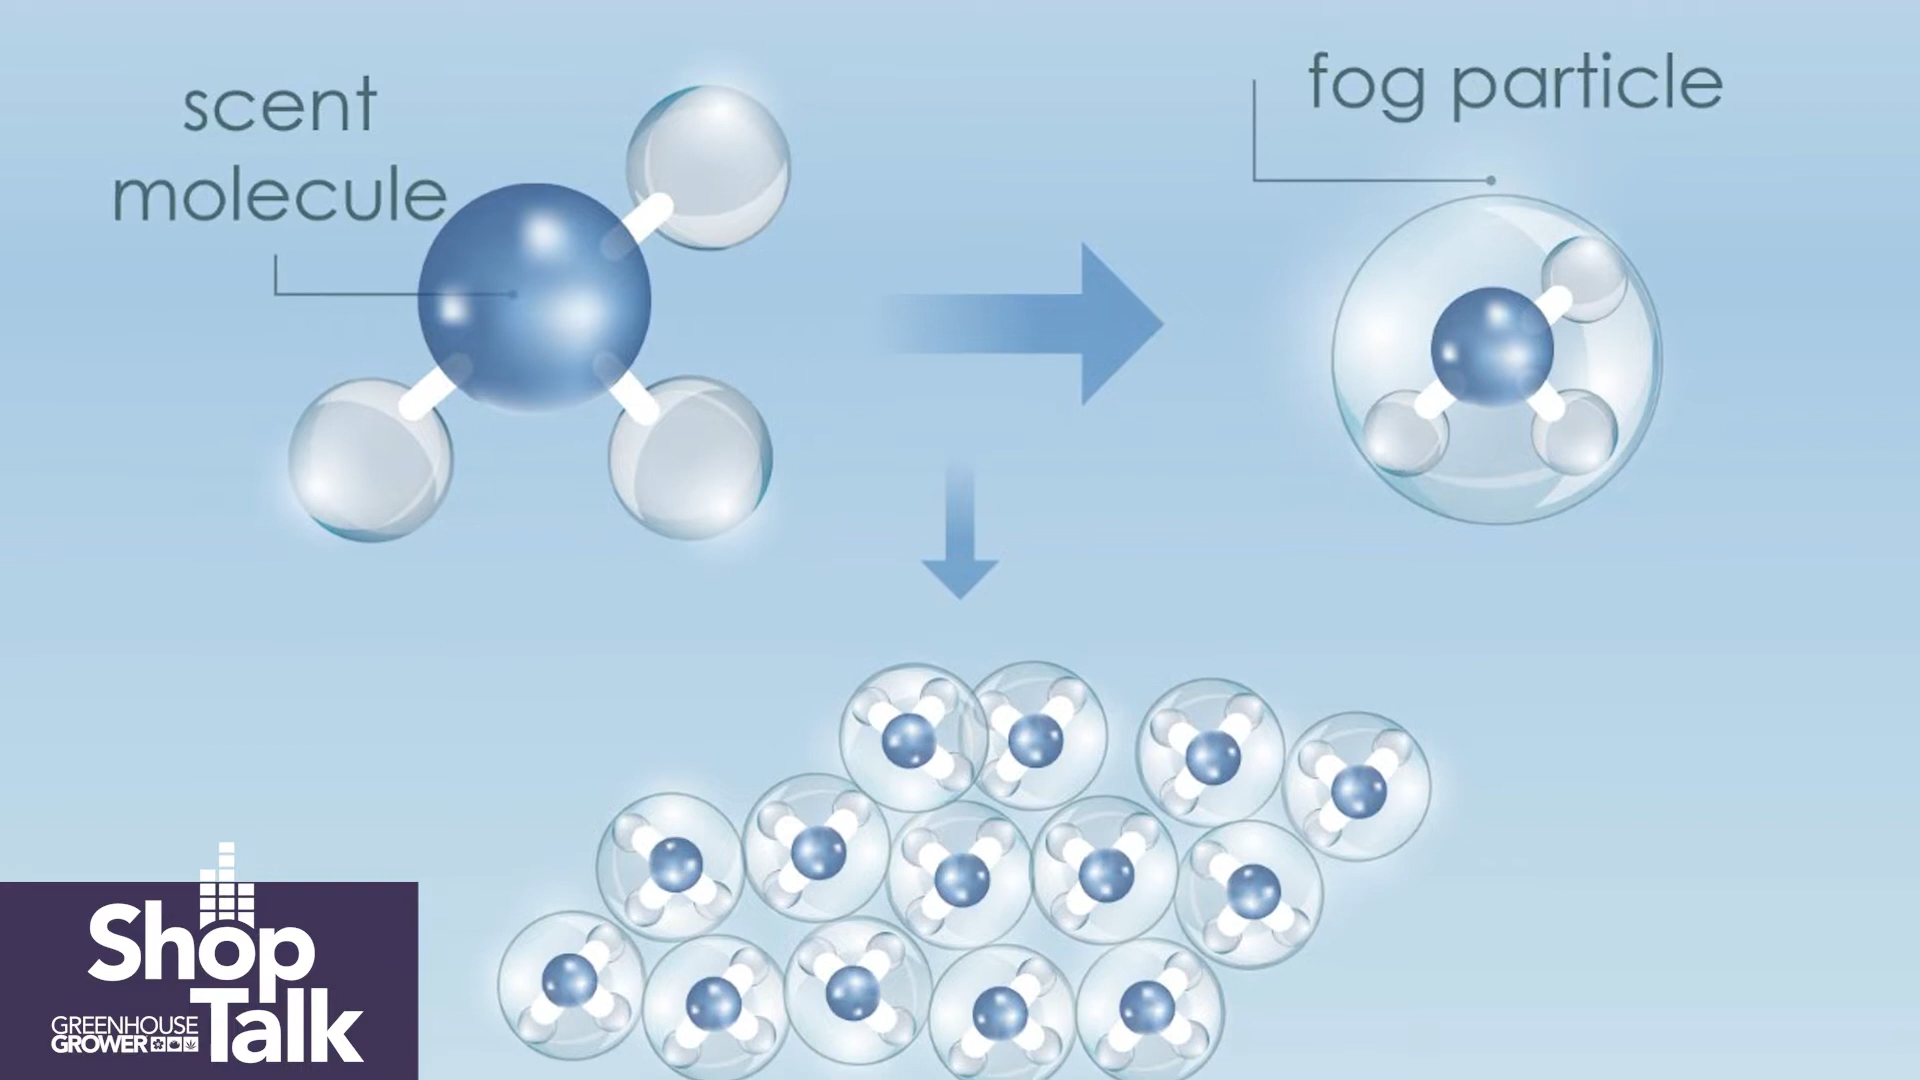 scent
molecule
fog particle
Shop
Talk
GREENHOUSE
GROWER